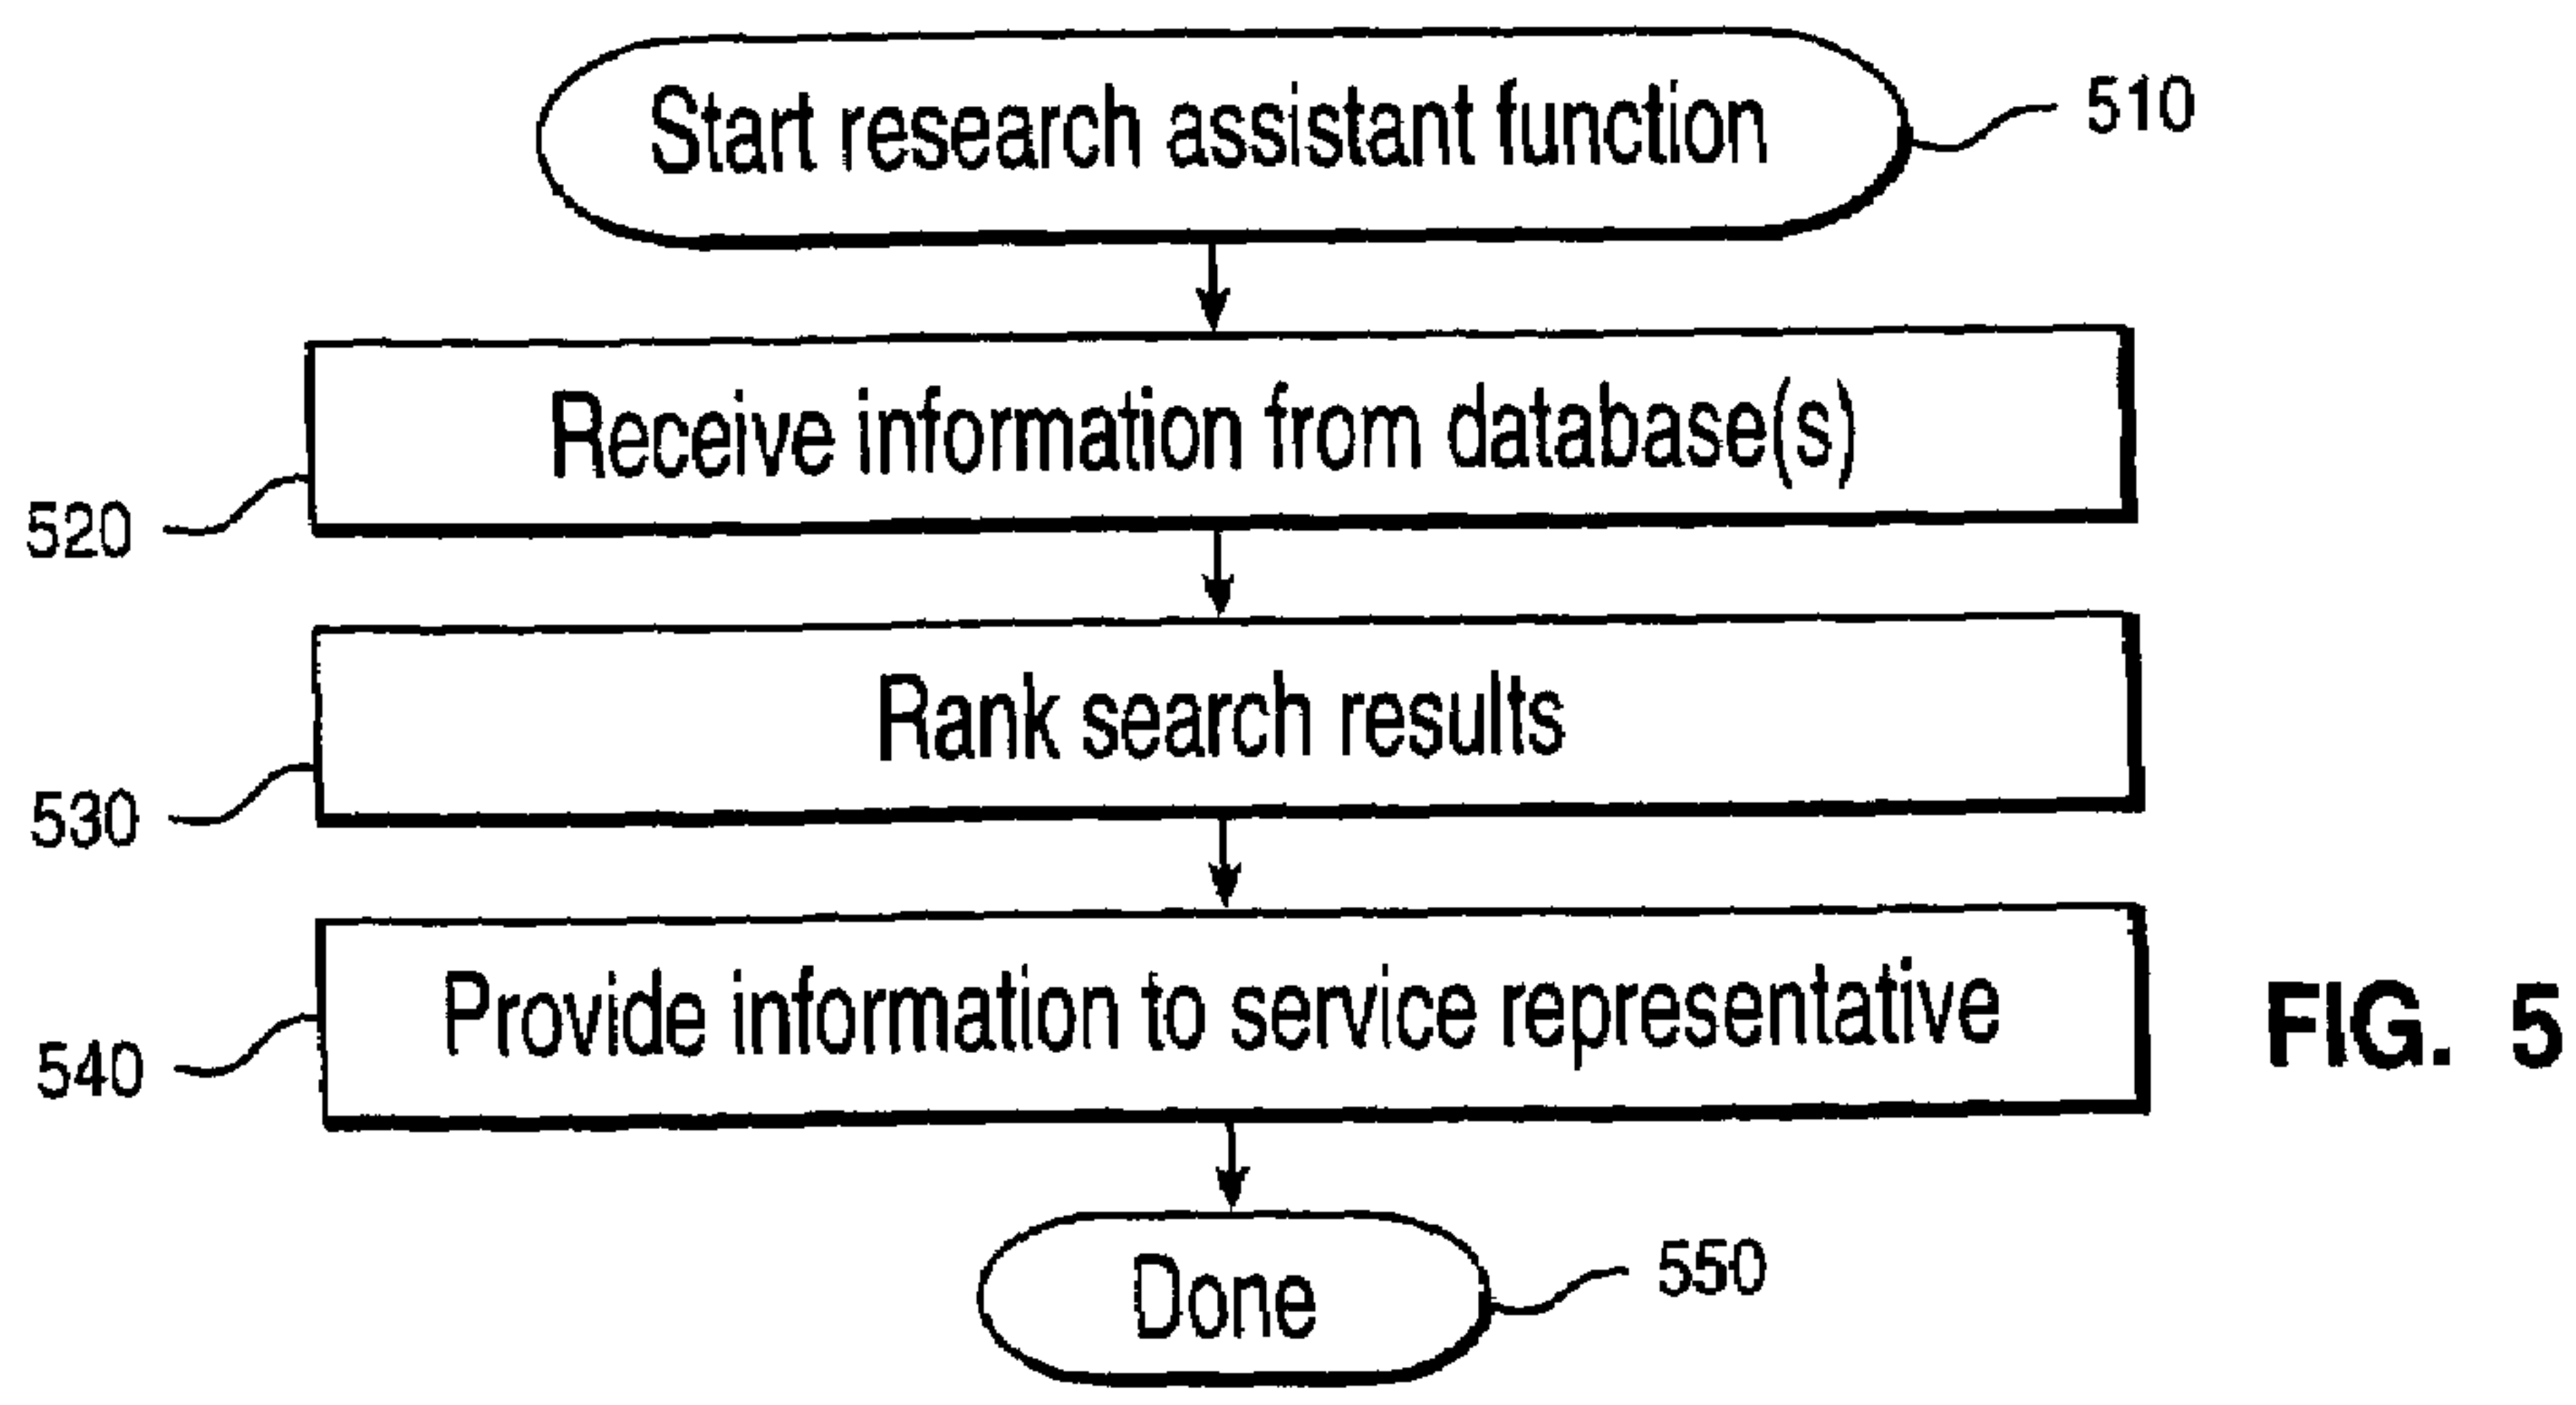 Start research assistant function
510
Receive information from database(s)
520
Rank search results
530
Provide information to service representative
540
FIG. 5
Done
550